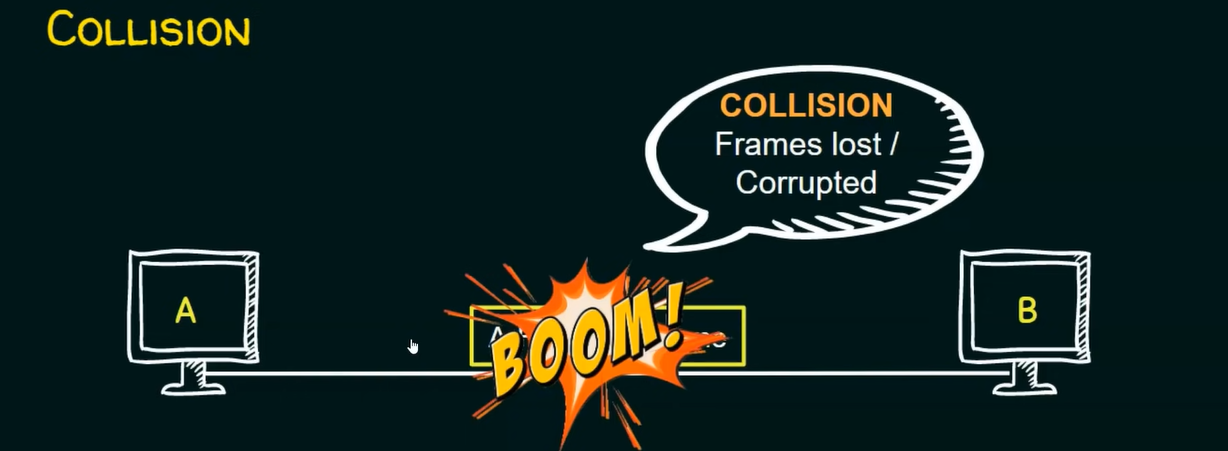 COLLISION
COLLISION
Frames lost /
Corrupted
A
B
BOOM!